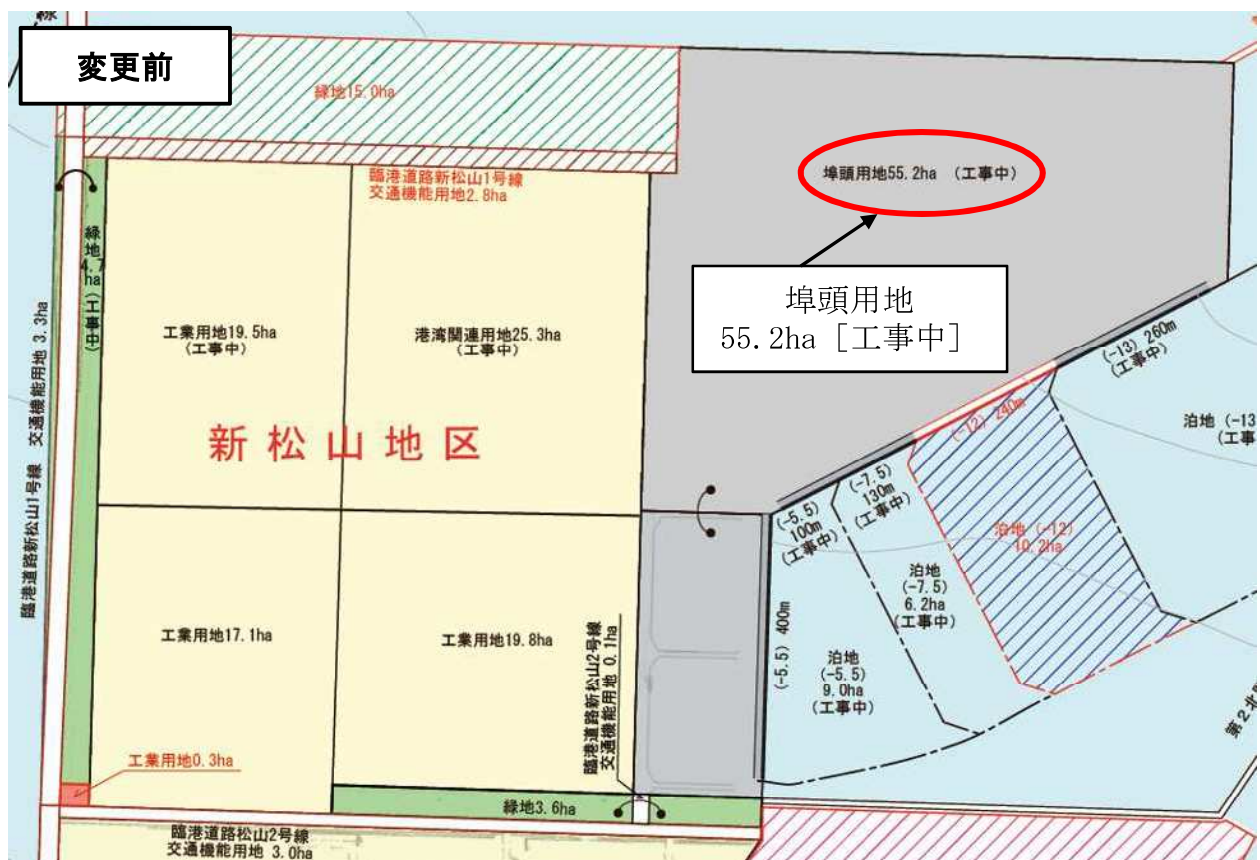 線
変更前
緑地15.0ha
臨港道路新松山1号線
交通機能用地2.8ha
埠頭用地55.2ha (工事中)
埠頭用地
55.2ha [工事中]
緑地
4.7
ha
(工事中)
臨港道路新松山1号線 交通機能用地 3.3ha
工業用地19.5ha
(工事中)
港湾関連用地25.3ha
(工事中)
新松山地区
(-13) 260m
(工事中)
(-12) 240m
泊地 (-13
(工事
(-7.5)
130m
(工事中)
(-5.5)
100m
(工事中)
泊地 (-12)
10.2ha
泊地
(-7.5)
6.2ha
(工事中)
(-5.5) 400m
泊地
(-5.5)
9.0ha
(工事中)
工業用地17.1ha
工業用地19.8ha
臨港道路新松山2号線
交通機能用地 0.1ha
第2北
工業用地0.3ha
緑地3.6ha
臨港道路松山2号線
交通機能用地 3.0ha